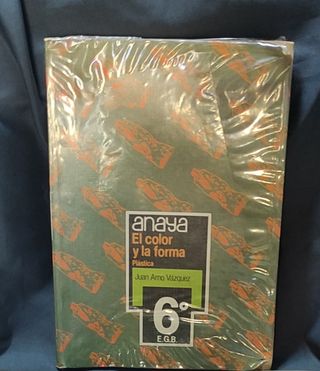 anaya
El color
y la forma
Plástica
Juan Arno Vázquez
6º
E.G.B.